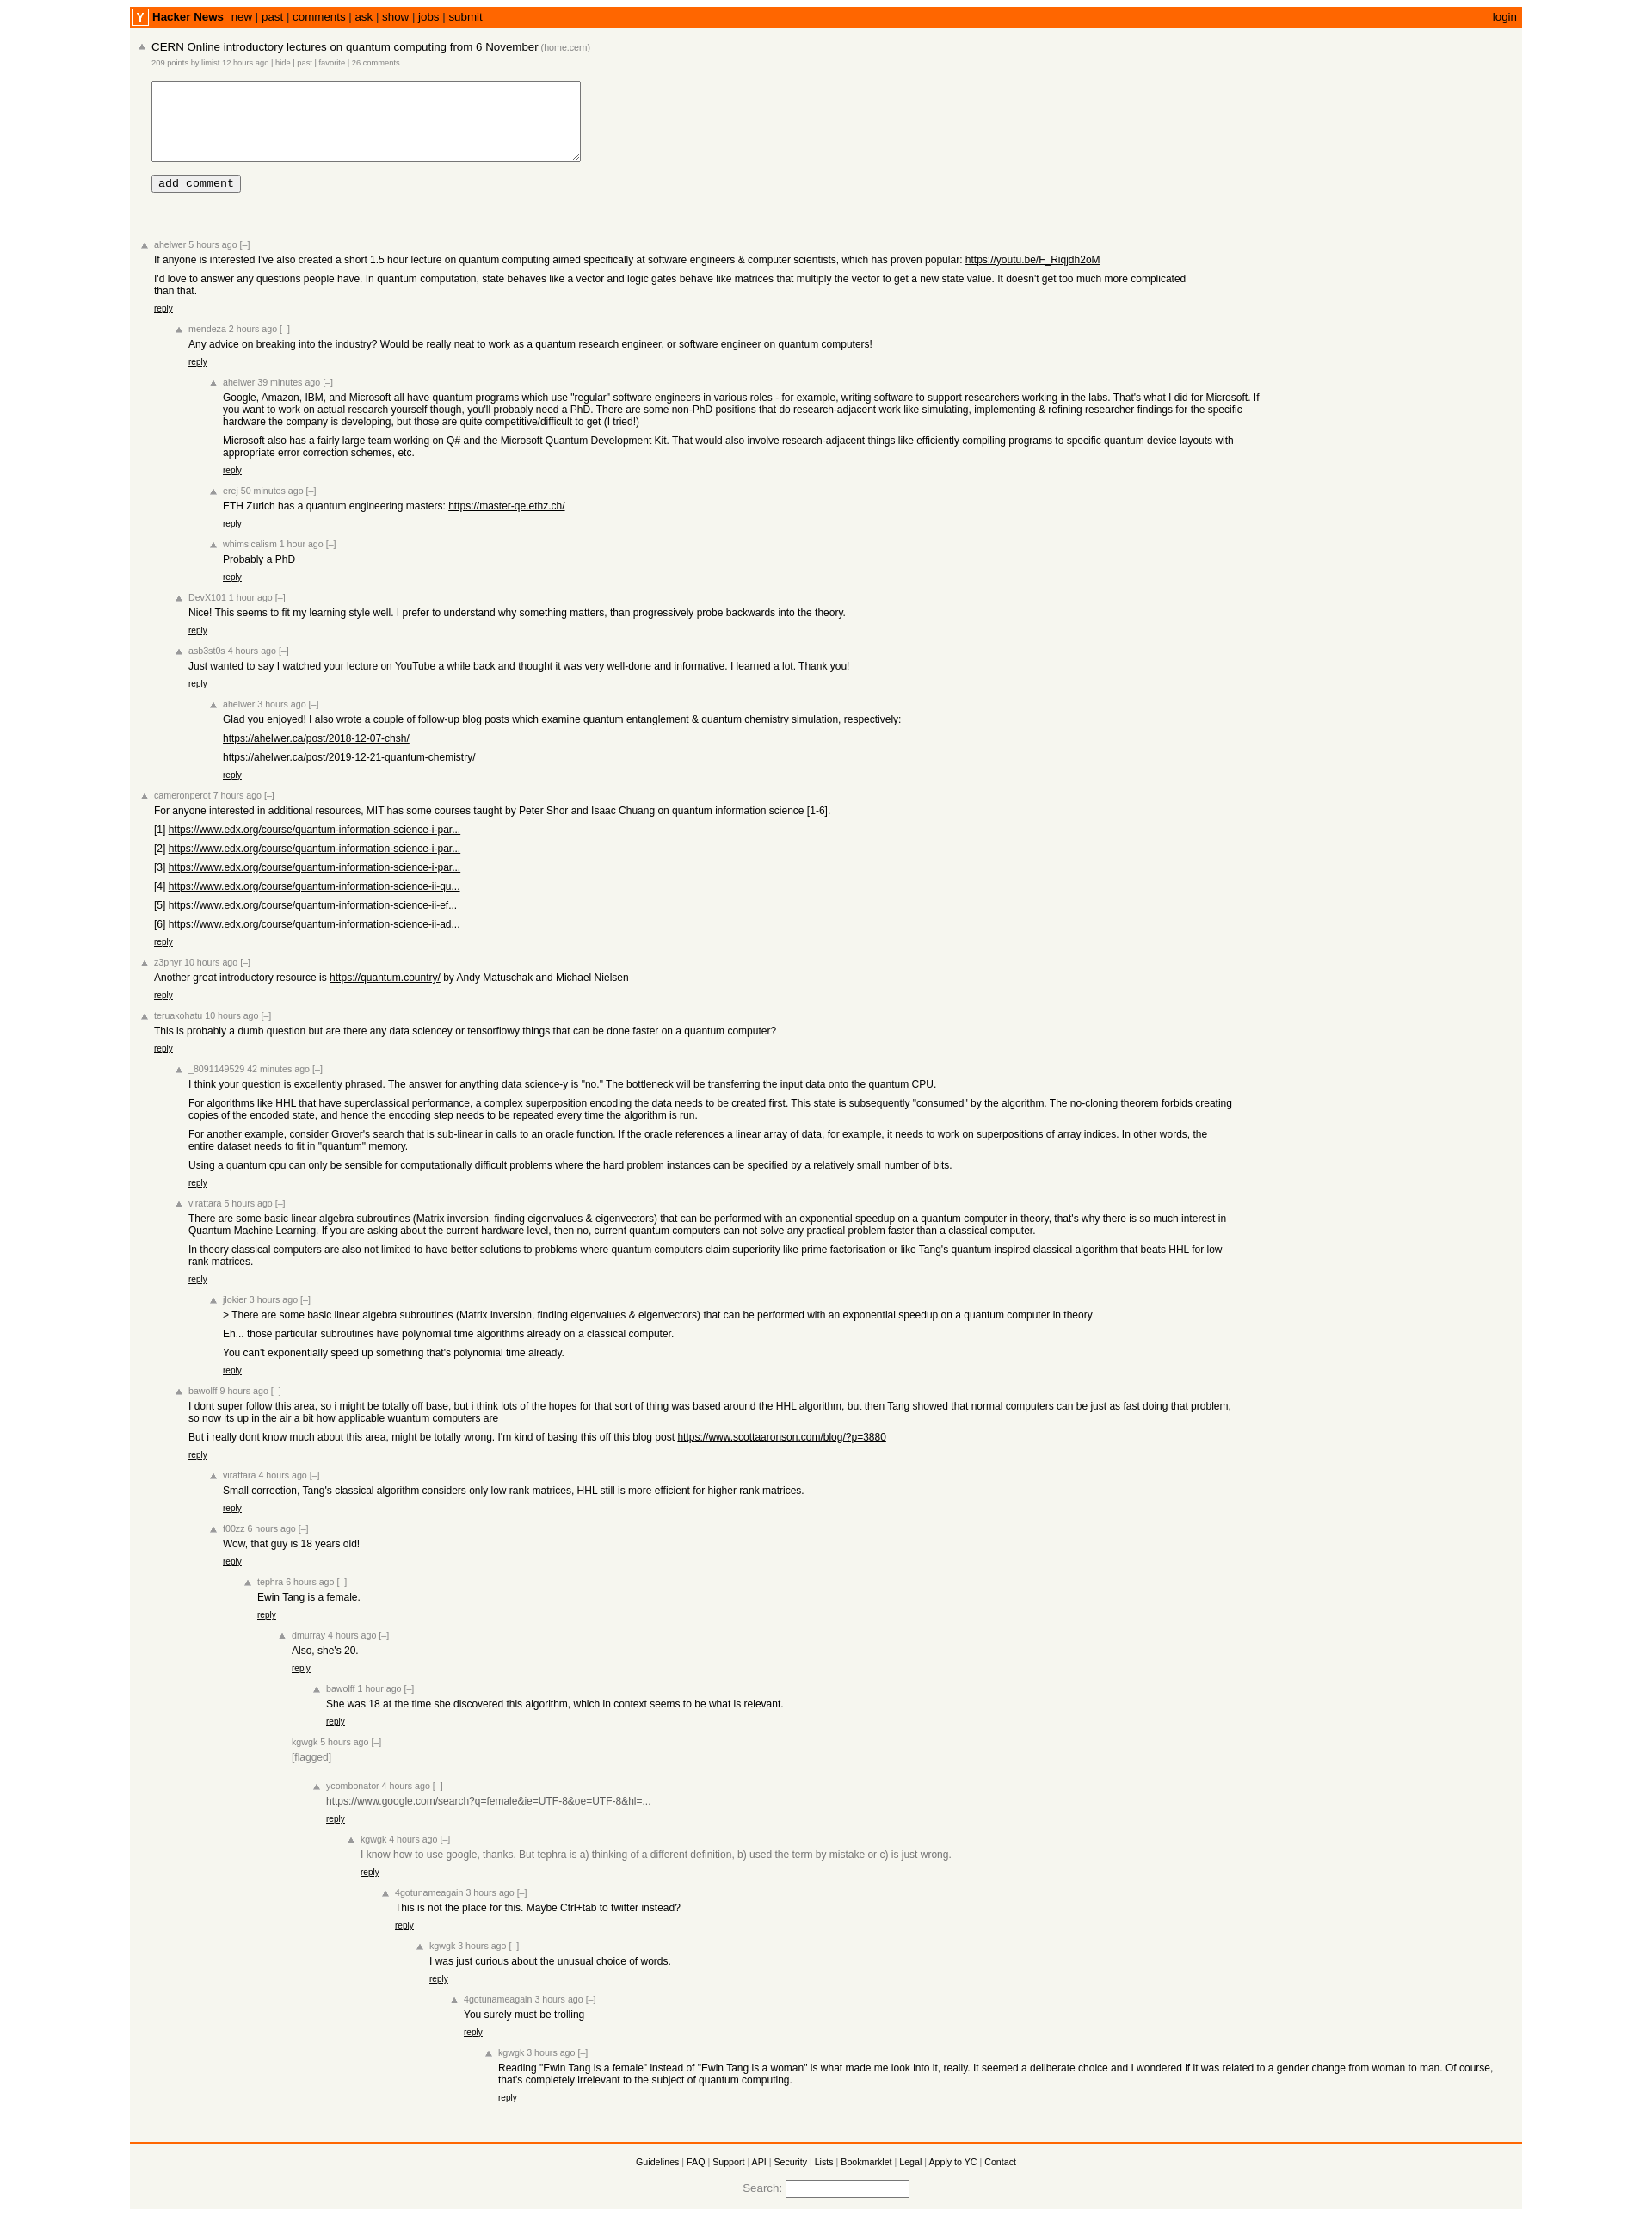 Y Hacker News new | past | comments | ask | show | jobs | submit login
CERN Online introductory lectures on quantum computing from 6 November (home.cern)
209 points by limist 12 hours ago | hide | past | favorite | 26 comments
add comment
ahelwer 5 hours ago [–]
If anyone is interested I've also created a short 1.5 hour lecture on quantum computing aimed specifically at software engineers & computer scientists, which has proven popular: https://youtu.be/F_Riqjdh2oM
I'd love to answer any questions people have. In quantum computation, state behaves like a vector and logic gates behave like matrices that multiply the vector to get a new state value. It doesn't get too much more complicated
than that.
reply
mendeza 2 hours ago [–]
Any advice on breaking into the industry? Would be really neat to work as a quantum research engineer, or software engineer on quantum computers!
reply
ahelwer 39 minutes ago [–]
Google, Amazon, IBM, and Microsoft all have quantum programs which use "regular" software engineers in various roles - for example, writing software to support researchers working in the labs. That's what I did for Microsoft. If
you want to work on actual research yourself though, you'll probably need a PhD. There are some non-PhD positions that do research-adjacent work like simulating, implementing & refining researcher findings for the specific
hardware the company is developing, but those are quite competitive/difficult to get (I tried!)
Microsoft also has a fairly large team working on Q# and the Microsoft Quantum Development Kit. That would also involve research-adjacent things like efficiently compiling programs to specific quantum device layouts with
appropriate error correction schemes, etc.
reply
erej 50 minutes ago [–]
ETH Zurich has a quantum engineering masters: https://master-qe.ethz.ch/
reply
whimsicalism 1 hour ago [–]
Probably a PhD
reply
DevX101 1 hour ago [–]
Nice! This seems to fit my learning style well. I prefer to understand why something matters, than progressively probe backwards into the theory.
reply
asb3st0s 4 hours ago [–]
Just wanted to say I watched your lecture on YouTube a while back and thought it was very well-done and informative. I learned a lot. Thank you!
reply
ahelwer 3 hours ago [–]
Glad you enjoyed! I also wrote a couple of follow-up blog posts which examine quantum entanglement & quantum chemistry simulation, respectively:
https://ahelwer.ca/post/2018-12-07-chsh/
https://ahelwer.ca/post/2019-12-21-quantum-chemistry/
reply
cameronperot 7 hours ago [–]
For anyone interested in additional resources, MIT has some courses taught by Peter Shor and Isaac Chuang on quantum information science [1-6].
[1] https://www.edx.org/course/quantum-information-science-i-par...
[2] https://www.edx.org/course/quantum-information-science-i-par...
[3] https://www.edx.org/course/quantum-information-science-i-par...
[4] https://www.edx.org/course/quantum-information-science-ii-qu...
[5] https://www.edx.org/course/quantum-information-science-ii-ef...
[6] https://www.edx.org/course/quantum-information-science-ii-ad...
reply
z3phyr 10 hours ago [–]
Another great introductory resource is https://quantum.country/ by Andy Matuschak and Michael Nielsen
reply
teruakohatu 10 hours ago [–]
This is probably a dumb question but are there any data sciencey or tensorflowy things that can be done faster on a quantum computer?
reply
_8091149529 42 minutes ago [–]
I think your question is excellently phrased. The answer for anything data science-y is "no." The bottleneck will be transferring the input data onto the quantum CPU.
For algorithms like HHL that have superclassical performance, a complex superposition encoding the data needs to be created first. This state is subsequently "consumed" by the algorithm. The no-cloning theorem forbids creating
copies of the encoded state, and hence the encoding step needs to be repeated every time the algorithm is run.
For another example, consider Grover's search that is sub-linear in calls to an oracle function. If the oracle references a linear array of data, for example, it needs to work on superpositions of array indices. In other words, the
entire dataset needs to fit in "quantum" memory.
Using a quantum cpu can only be sensible for computationally difficult problems where the hard problem instances can be specified by a relatively small number of bits.
reply
virattara 5 hours ago [–]
There are some basic linear algebra subroutines (Matrix inversion, finding eigenvalues & eigenvectors) that can be performed with an exponential speedup on a quantum computer in theory, that's why there is so much interest in
Quantum Machine Learning. If you are asking about the current hardware level, then no, current quantum computers can not solve any practical problem faster than a classical computer.
In theory classical computers are also not limited to have better solutions to problems where quantum computers claim superiority like prime factorisation or like Tang's quantum inspired classical algorithm that beats HHL for low
rank matrices.
reply
jlokier 3 hours ago [–]
> There are some basic linear algebra subroutines (Matrix inversion, finding eigenvalues & eigenvectors) that can be performed with an exponential speedup on a quantum computer in theory
Eh... those particular subroutines have polynomial time algorithms already on a classical computer.
You can't exponentially speed up something that's polynomial time already.
reply
bawolff 9 hours ago [–]
I dont super follow this area, so i might be totally off base, but i think lots of the hopes for that sort of thing was based around the HHL algorithm, but then Tang showed that normal computers can be just as fast doing that problem,
so now its up in the air a bit how applicable wuantum computers are
But i really dont know much about this area, might be totally wrong. I'm kind of basing this off this blog post https://www.scottaaronson.com/blog/?p=3880
reply
virattara 4 hours ago [–]
Small correction, Tang's classical algorithm considers only low rank matrices, HHL still is more efficient for higher rank matrices.
reply
f00zz 6 hours ago [–]
Wow, that guy is 18 years old!
reply
tephra 6 hours ago [–]
Ewin Tang is a female.
reply
dmurray 4 hours ago [–]
Also, she's 20.
reply
bawolff 1 hour ago [–]
She was 18 at the time she discovered this algorithm, which in context seems to be what is relevant.
reply
kgwgk 5 hours ago [–]
[flagged]
ycombonator 4 hours ago [–]
https://www.google.com/search?q=female&ie=UTF-8&oe=UTF-8&hl=...
reply
kgwgk 4 hours ago [–]
I know how to use google, thanks. But tephra is a) thinking of a different definition, b) used the term by mistake or c) is just wrong.
reply
4gotunameagain 3 hours ago [–]
This is not the place for this. Maybe Ctrl+tab to twitter instead?
reply
kgwgk 3 hours ago [–]
I was just curious about the unusual choice of words.
reply
4gotunameagain 3 hours ago [–]
You surely must be trolling
reply
kgwgk 3 hours ago [–]
Reading "Ewin Tang is a female" instead of "Ewin Tang is a woman" is what made me look into it, really. It seemed a deliberate choice and I wondered if it was related to a gender change from woman to man. Of course,
that's completely irrelevant to the subject of quantum computing.
reply
Guidelines | FAQ | Support | API | Security | Lists | Bookmarklet | Legal | Apply to YC | Contact
Search: